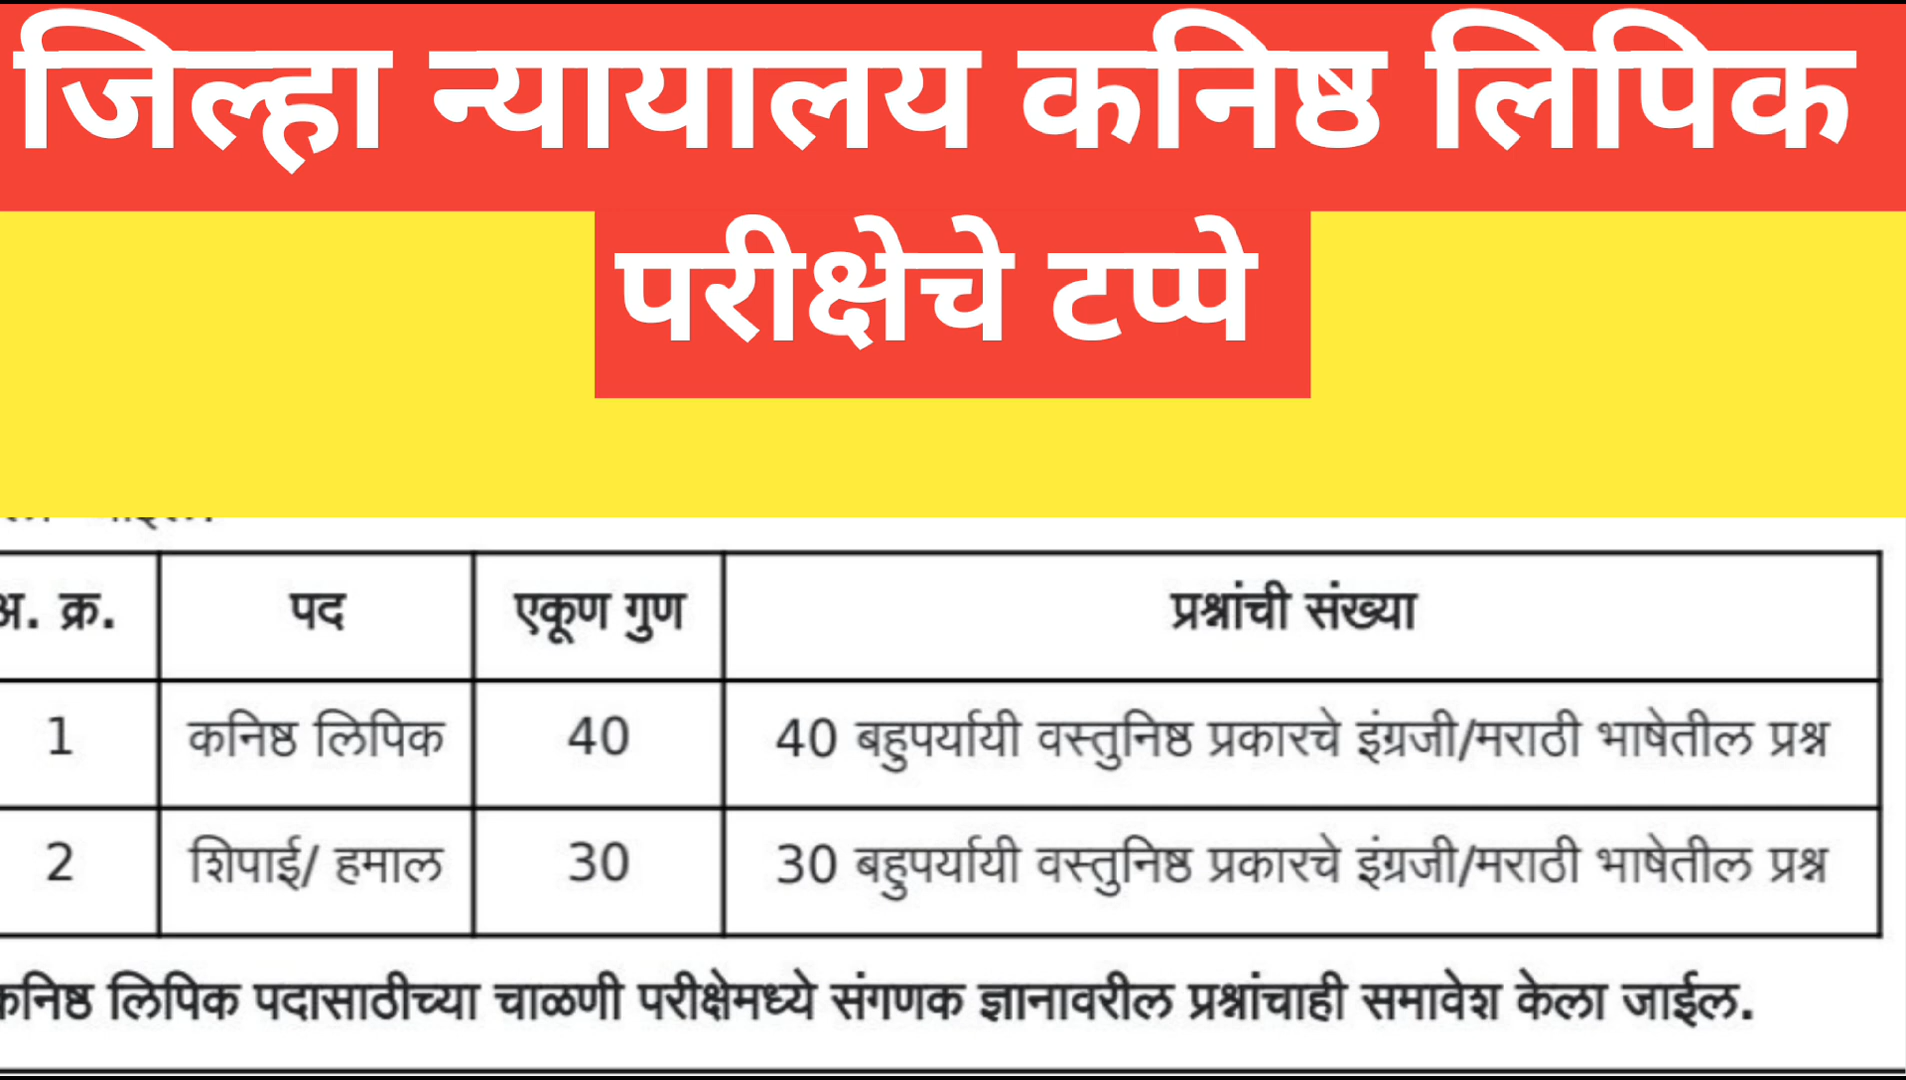 जिल्हा न्यायालय कनिष्ठ लिपिक
परीक्षेचे टप्पे
अ. क्र. पद एकूण गुण प्रश्नांची संख्या
1 कनिष्ठ लिपिक 40 40 बहुपर्यायी वस्तुनिष्ठ प्रकारचे इंग्रजी/मराठी भाषेतील प्रश्न
2 शिपाई/ हमाल 30 30 बहुपर्यायी वस्तुनिष्ठ प्रकारचे इंग्रजी/मराठी भाषेतील प्रश्न
कनिष्ठ लिपिक पदासाठीच्या चाळणी परीक्षेमध्ये संगणक ज्ञानावरील प्रश्नांचाही समावेश केला जाईल.